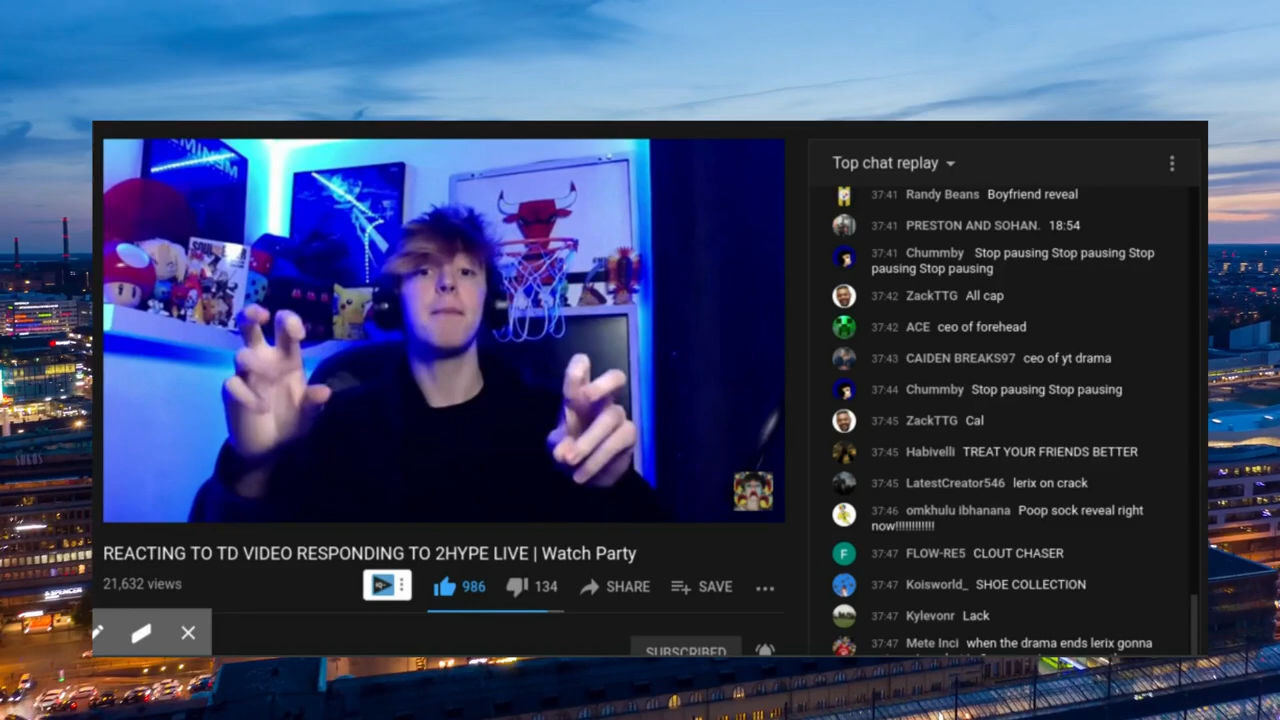 EMINEM
SOUL EATER
REACTING TO TD VIDEO RESPONDING TO 2HYPE LIVE | Watch Party
21,632 views
986
134
SHARE
SAVE
SUBSCRIBED
Top chat replay
37:41 Randy Beans Boyfriend reveal
37:41 PRESTON AND SOHAN. 18:54
37:41 Chummby Stop pausing Stop pausing Stop
pausing Stop pausing
37:42 ZackTTG All cap
37:42 ACE ceo of forehead
37:43 CAIDEN BREAKS97 ceo of yt drama
37:44 Chummby Stop pausing Stop pausing
37:45 ZackTTG Cal
37:45 Habivelli TREAT YOUR FRIENDS BETTER
37:45 LatestCreator546 lerix on crack
37:46 omkhulu ibhanana Poop sock reveal right
now!!!!!!!!!!!!
F
37:47 FLOW-RE5 CLOUT CHASER
37:47 Koisworld_ SHOE COLLECTION
37:47 Kylevonr Lack
37:47 Mete Inci when the drama ends lerix gonna